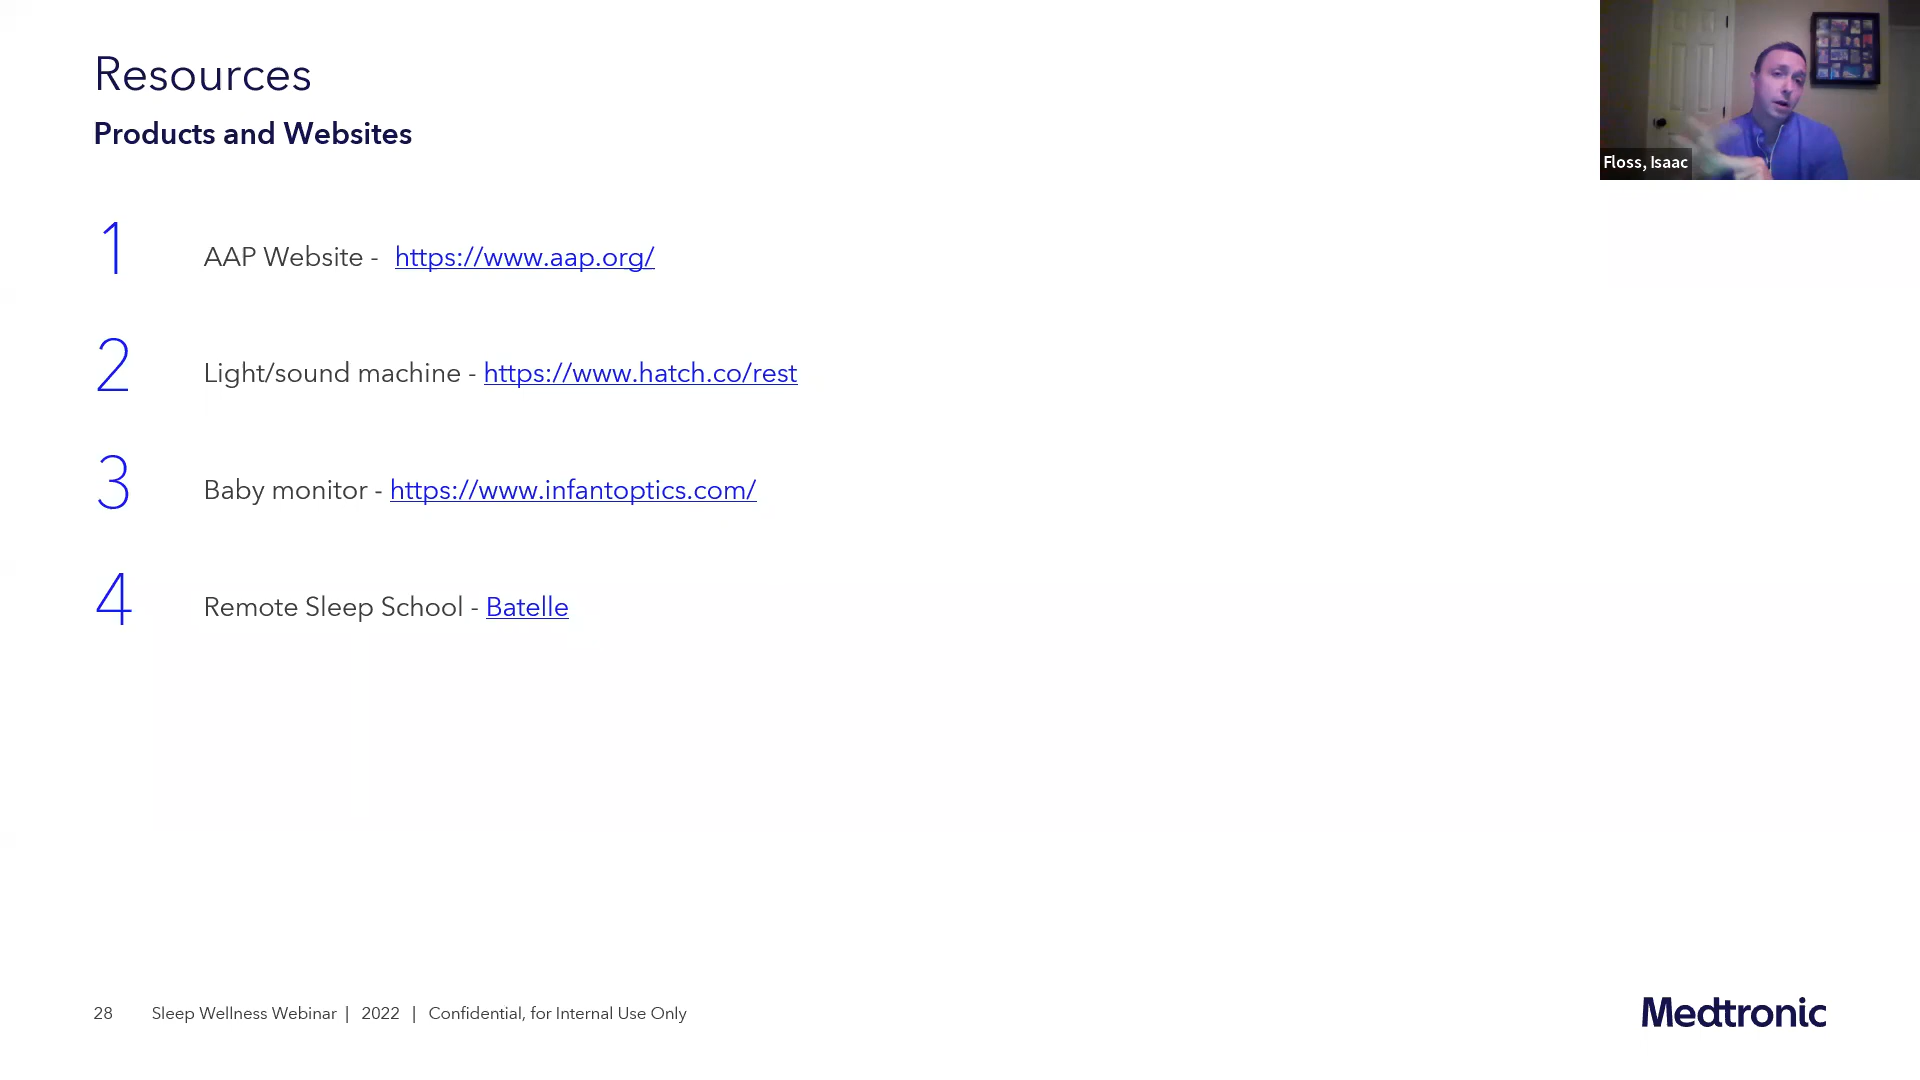 Resources
Products and Websites
Floss, Isaac
1
AAP Website - https://www.aap.org/
2
Light/sound machine - https://www.hatch.co/rest
3
Baby monitor - https://www.infantoptics.com/
4
Remote Sleep School - Batelle
28 Sleep Wellness Webinar | 2022 | Confidential, for Internal Use Only
Medtronic